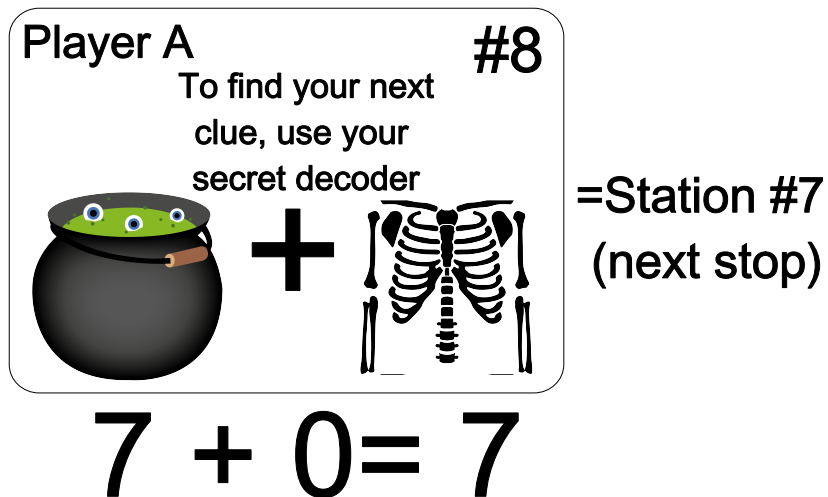 Player A
#8
To find your next
clue, use your
secret decoder
+
=Station #7
(next stop)
7 + 0= 7